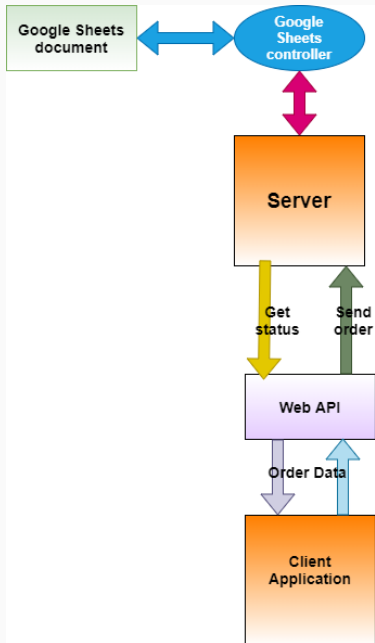 Google Sheets
document
Google
Sheets
controller
Server
Get
status
Send
order
Web API
Order Data
Client
Application